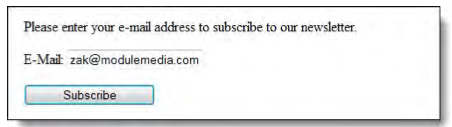 Please enter your e-mail address to subscribe to our newsletter.
E-Mail: zak@modulemedia.com
Subscribe